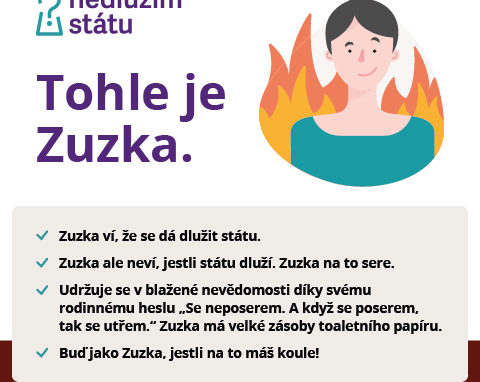 nedlužím
státu
Tohle je
Zuzka.
Zuzka ví, že se dá dlužit státu.
Zuzka ale neví, jestli státu dluží. Zuzka na to sere.
Udržuje se v blažené nevědomosti díky svému
rodinnému heslu „Se neposerem. A když se poserem,
tak se utřem.“ Zuzka má velké zásoby toaletního papíru.
Buď jako Zuzka, jestli na to máš koule!